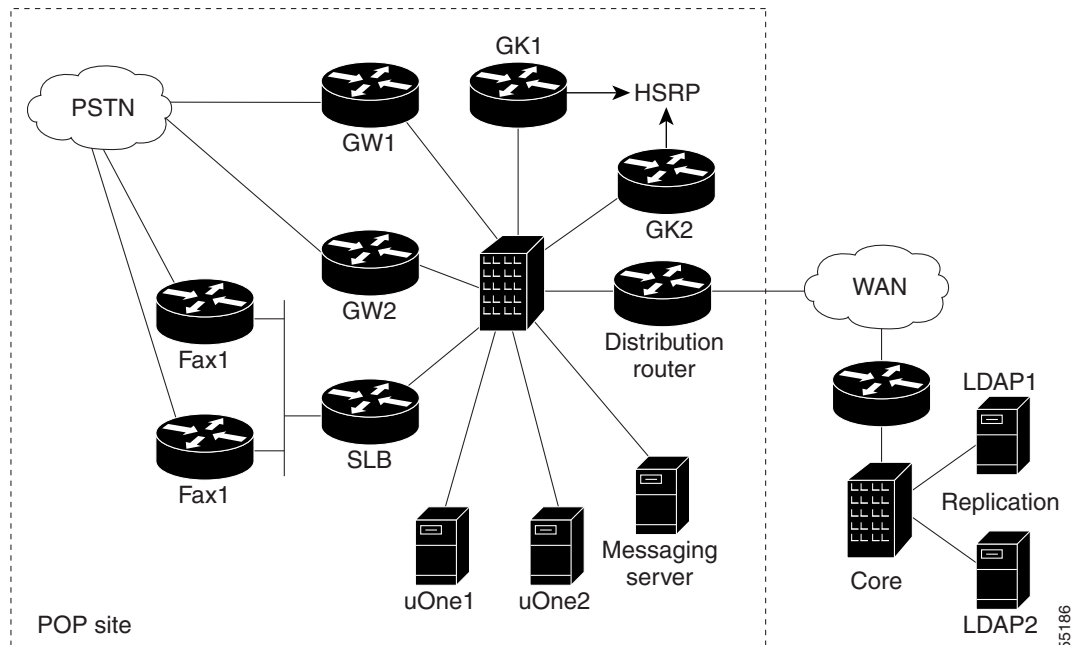 GK1
PSTN
HSRP
GW1
GK2
WAN
GW2
Fax1
Distribution
router
LDAP1
SLB
Fax1
Replication
Messaging
server
Core
uOne1
uOne2
POP site
LDAP2
65186